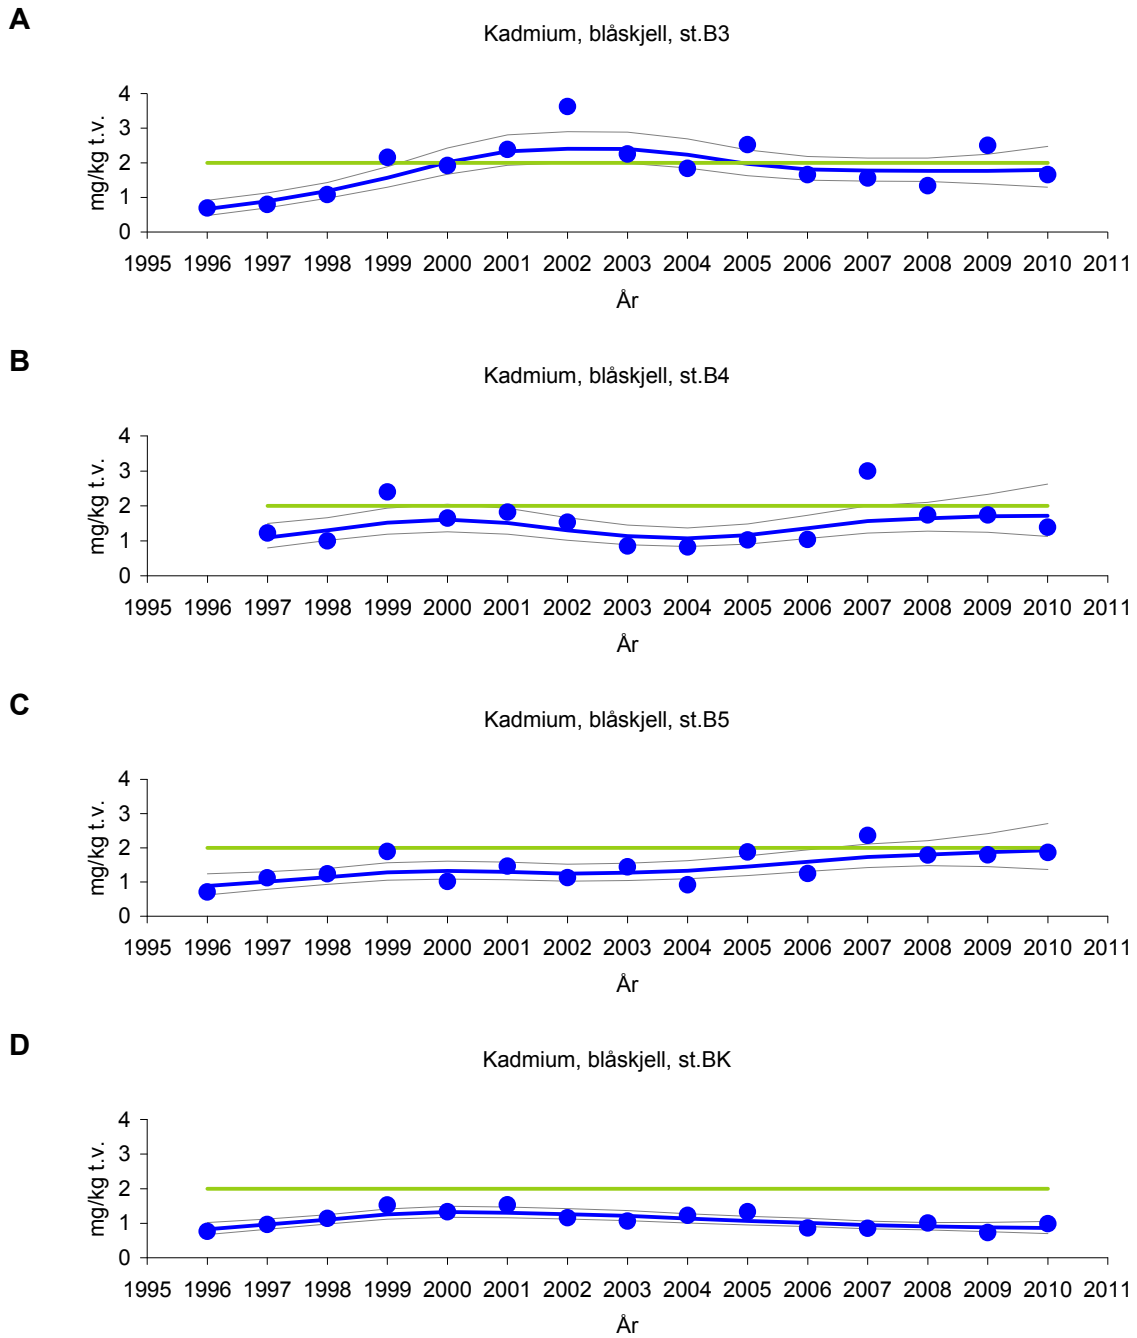 A
Kadmium, blåskjell, st.B3
mg/kg t.v.
4
3
2
1
0
1995 1996 1997 1998 1999 2000 2001 2002 2003 2004 2005 2006 2007 2008 2009 2010 2011
År
B
Kadmium, blåskjell, st.B4
mg/kg t.v.
4
3
2
1
0
1995 1996 1997 1998 1999 2000 2001 2002 2003 2004 2005 2006 2007 2008 2009 2010 2011
År
C
Kadmium, blåskjell, st.B5
mg/kg t.v.
4
3
2
1
0
1995 1996 1997 1998 1999 2000 2001 2002 2003 2004 2005 2006 2007 2008 2009 2010 2011
År
D
Kadmium, blåskjell, st.BK
mg/kg t.v.
4
3
2
1
0
1995 1996 1997 1998 1999 2000 2001 2002 2003 2004 2005 2006 2007 2008 2009 2010 2011
År